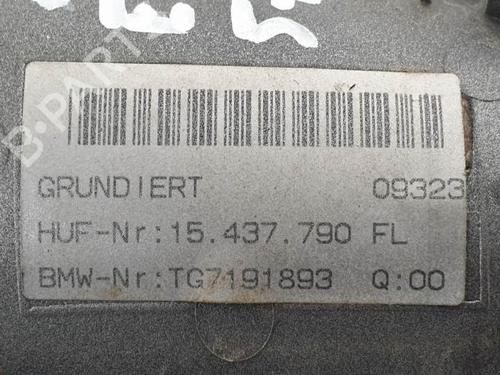 E
B-PARTS
GRUNDIERT 09323
HUF-Nr:15.437.790 FL
BMW-Nr:TG7191893 Q:00